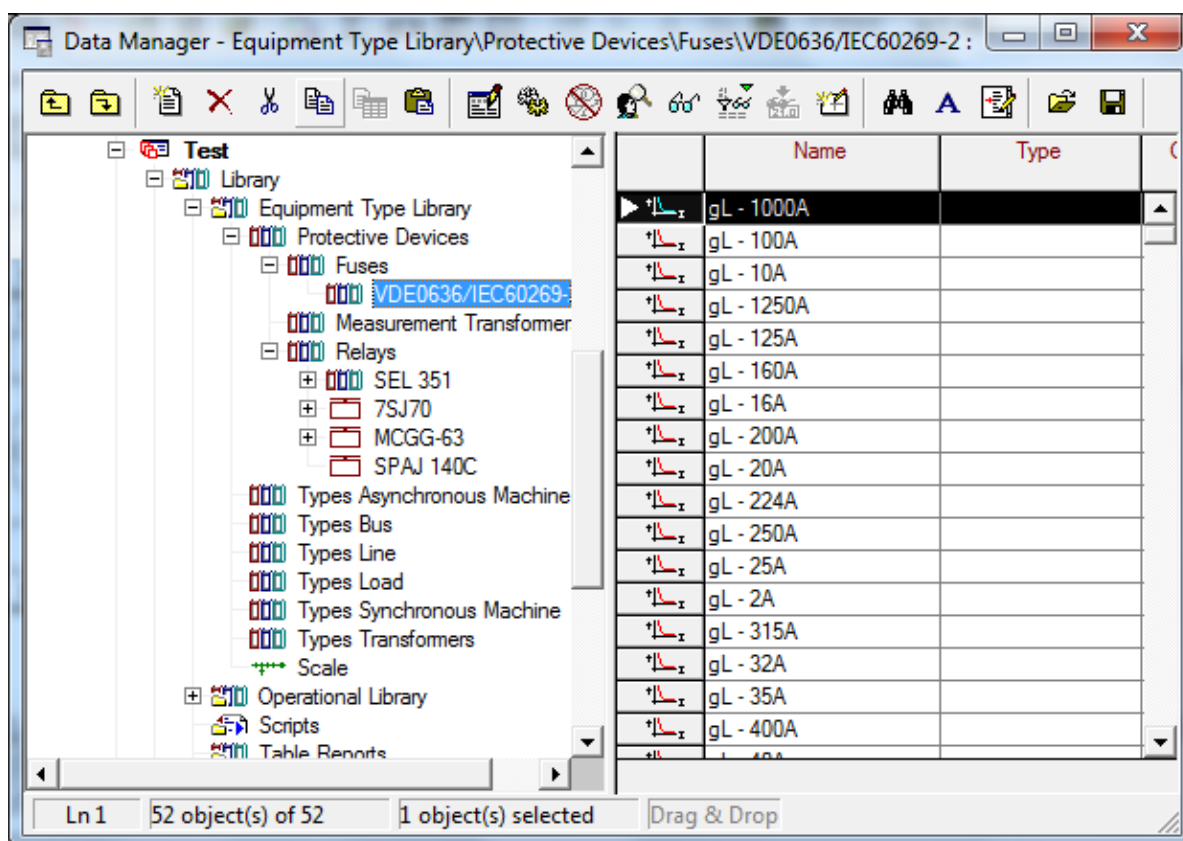 Data Manager - Equipment Type Library\Protective Devices\Fuses\VDE0636/IEC60269-2 :
Test
Library
Equipment Type Library
Protective Devices
Fuses
VDE0636/IEC60269-
Measurement Transformer
Relays
SEL 351
7SJ70
MCGG-63
SPAJ 140C
Types Asynchronous Machine
Types Bus
Types Line
Types Load
Types Synchronous Machine
Types Transformers
Scale
Operational Library
Scripts
Table Reports
Name Type
gL - 1000A
gL - 100A
gL - 10A
gL - 1250A
gL - 125A
gL - 160A
gL - 16A
gL - 200A
gL - 20A
gL - 224A
gL - 250A
gL - 25A
gL - 2A
gL - 315A
gL - 32A
gL - 35A
gL - 400A
Ln 1 52 object(s) of 52 1 object(s) selected Drag & Drop